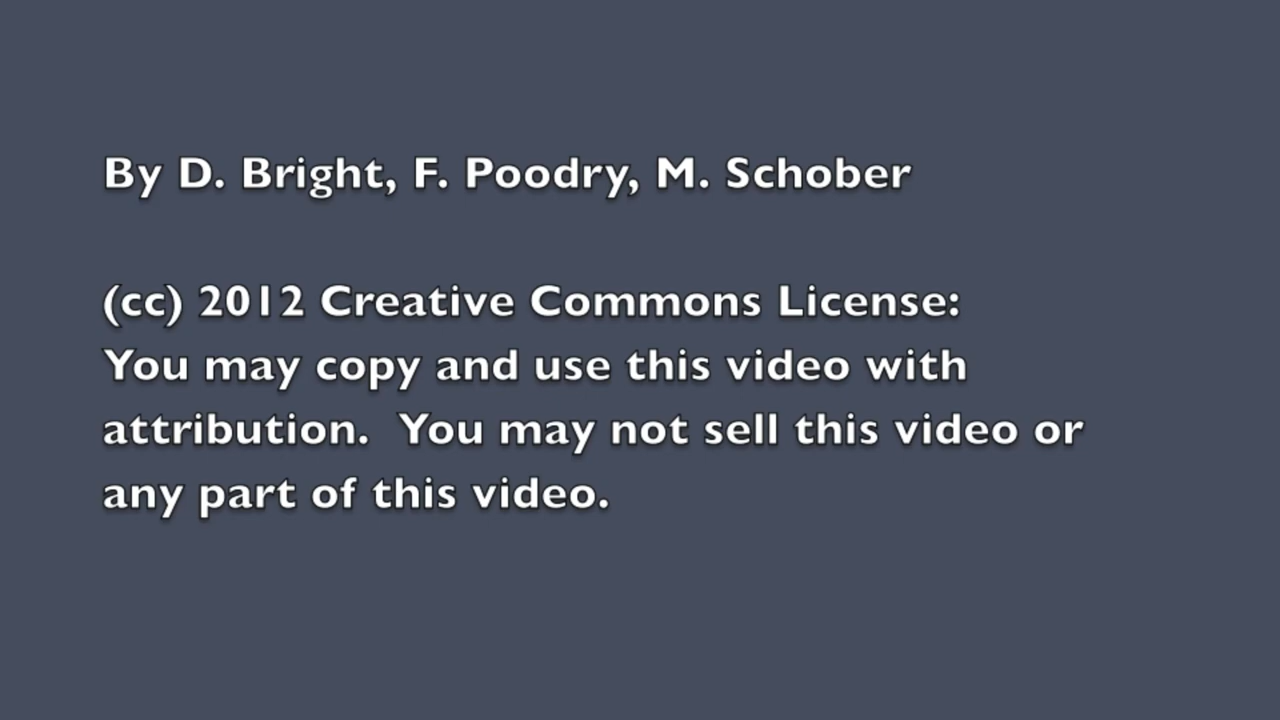 By D. Bright, F. Poodry, M. Schober
(cc) 2012 Creative Commons License:
You may copy and use this video with
attribution.  You may not sell this video or
any part of this video.